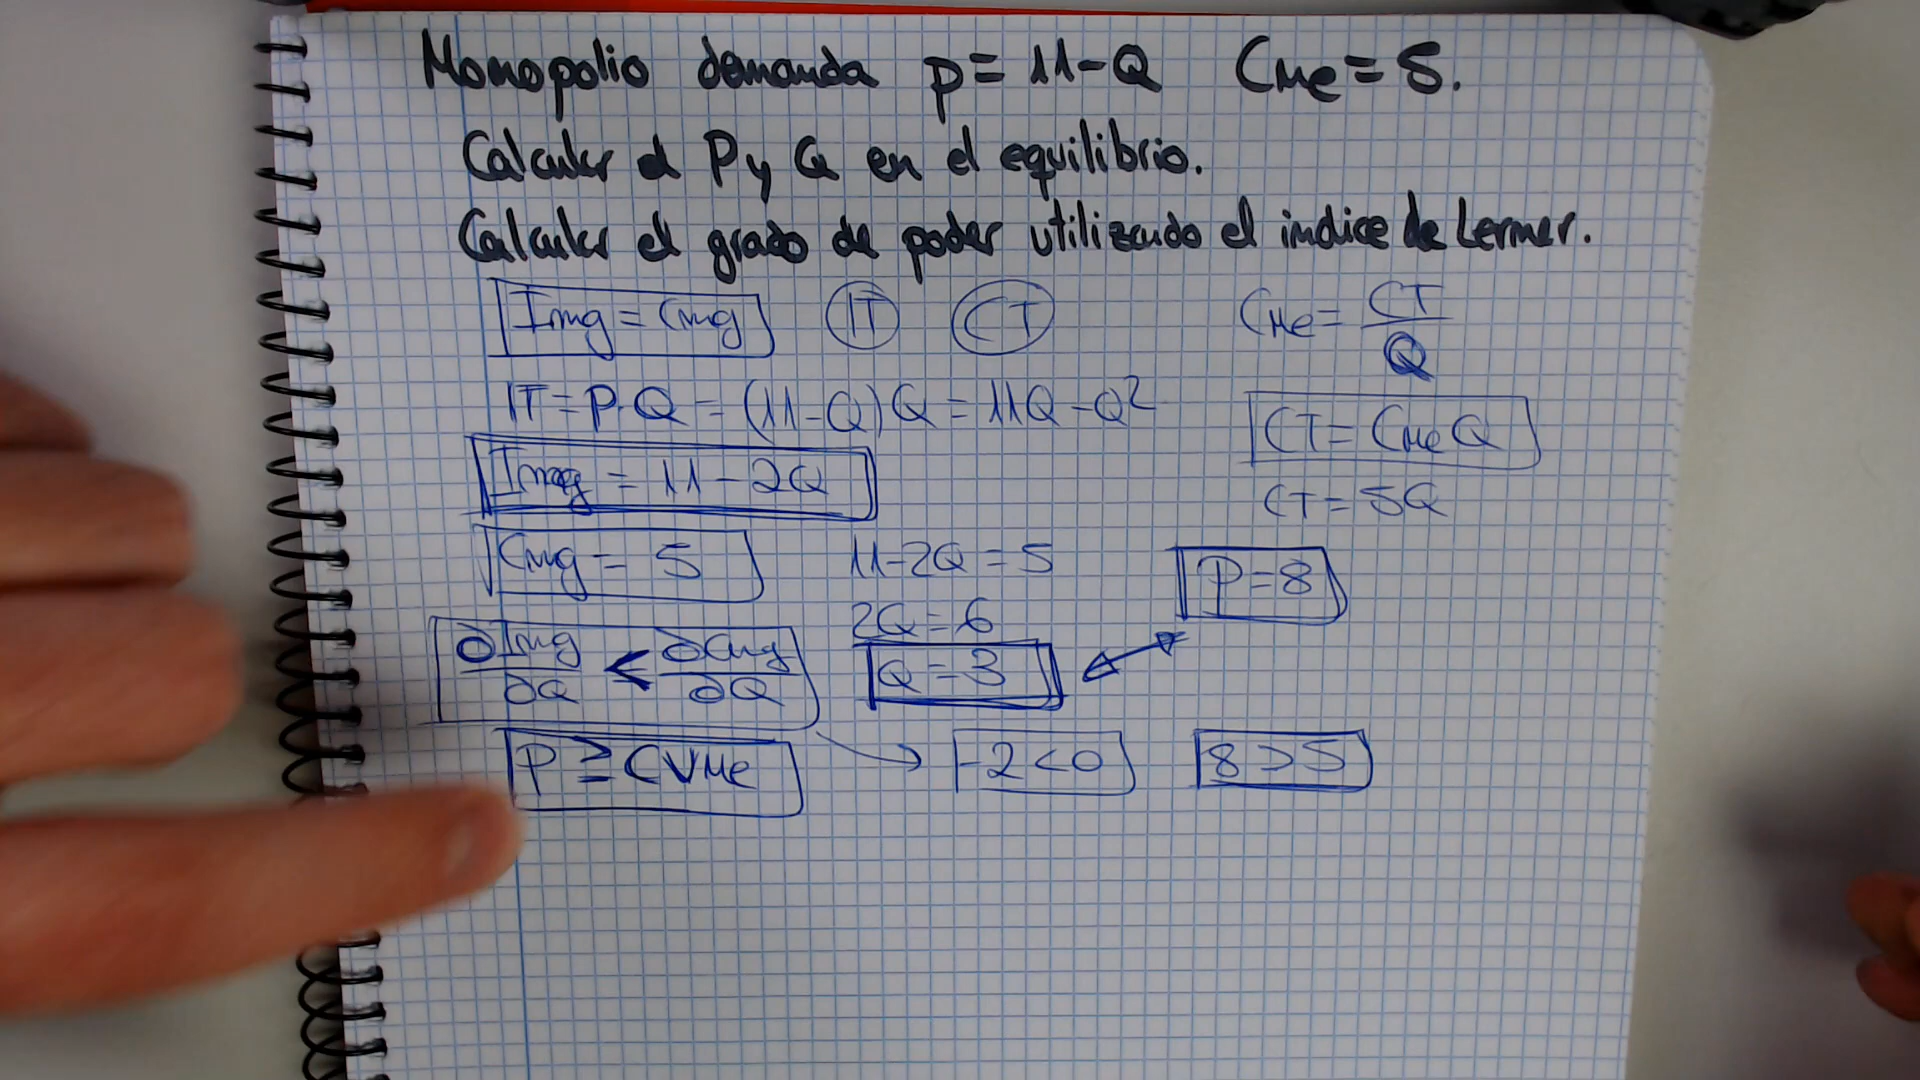 Monopolio demanda p = 11-Q CMe = 5.
Calcular el P y Q en el equilibrio.
Calcular el grado de poder utilizando el indice de Lerner.
Img = Cmg IT CT CMe = CT/Q
IT = P.Q = (11-Q)Q = 11Q - Q² CT = CMe Q
Img = 11 - 2Q CT = 5Q
Cmg = 5 11-2Q = 5 P = 8
2Q = 6
∂Img/∂Q < ∂Cmg/∂Q Q = 3
P ≥ CVMe -2 < 0 8 > 5